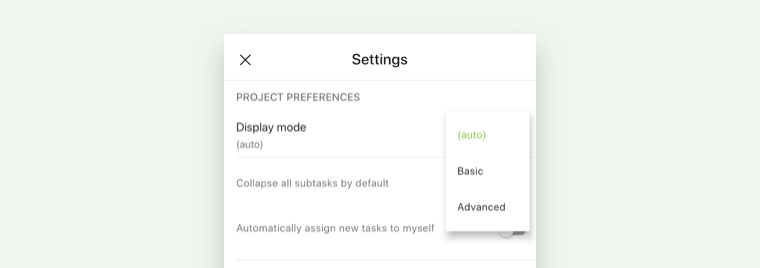 Settings
PROJECT PREFERENCES
Display mode
(auto)
(auto)
Basic
Collapse all subtasks by default
Advanced
Automatically assign new tasks to myself